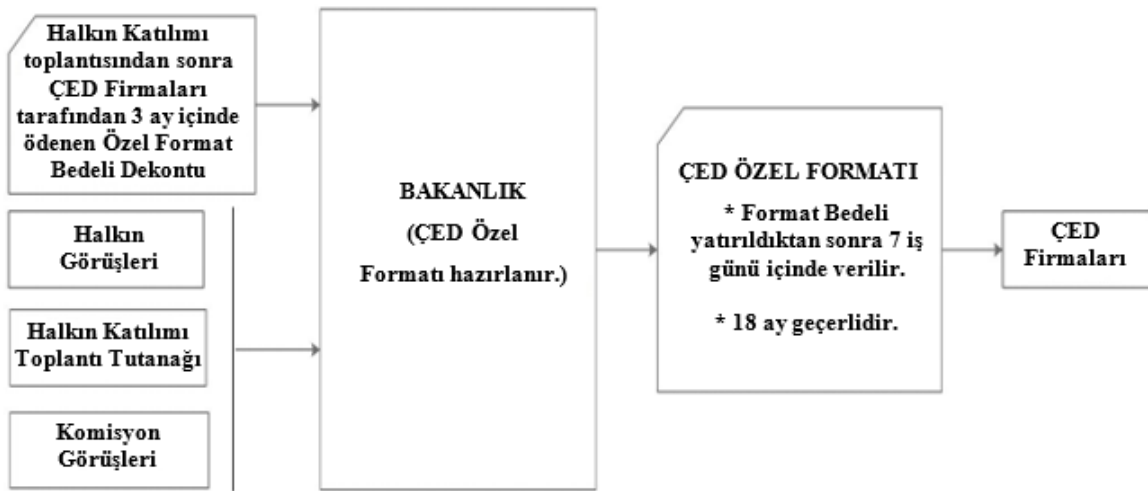 Halkın Katılımı
toplantısından sonra
ÇED Firmaları
tarafından 3 ay içinde
ödenen Özel Format
Bedeli Dekontu
Halkın
Görüşleri
Halkın Katılımı
Toplantı Tutanağı
Komisyon
Görüşleri
BAKANLIK
(ÇED Özel
Formatı hazırlanır.)
ÇED ÖZEL FORMATI
* Format Bedeli
yatırıldıktan sonra 7 iş
günü içinde verilir.
* 18 ay geçerlidir.
ÇED
Firmaları